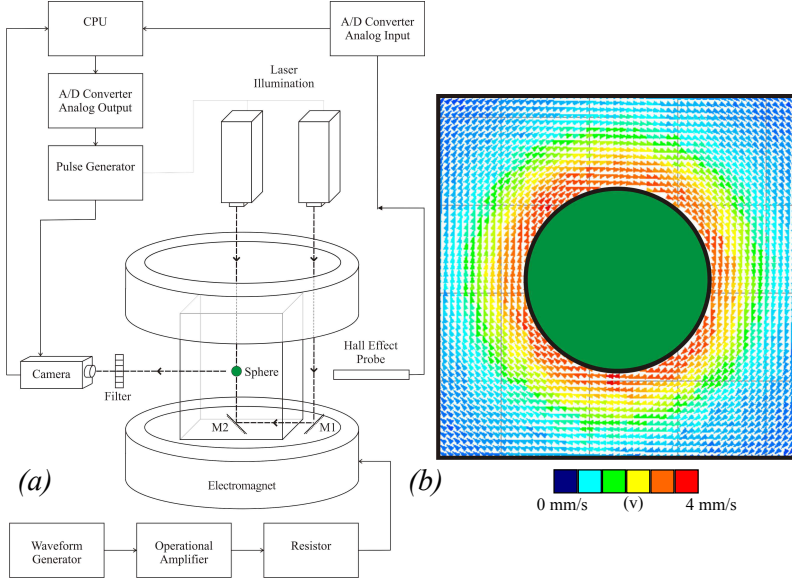 CPU
A/D Converter
Analog Input
Laser
Illumination
A/D Converter
Analog Output
Pulse Generator
Hall Effect
Probe
Camera
Sphere
Filter
M2
M1
(a)
Electromagnet
(b)
0 mm/s
(v)
4 mm/s
Waveform
Generator
Operational
Amplifier
Resistor